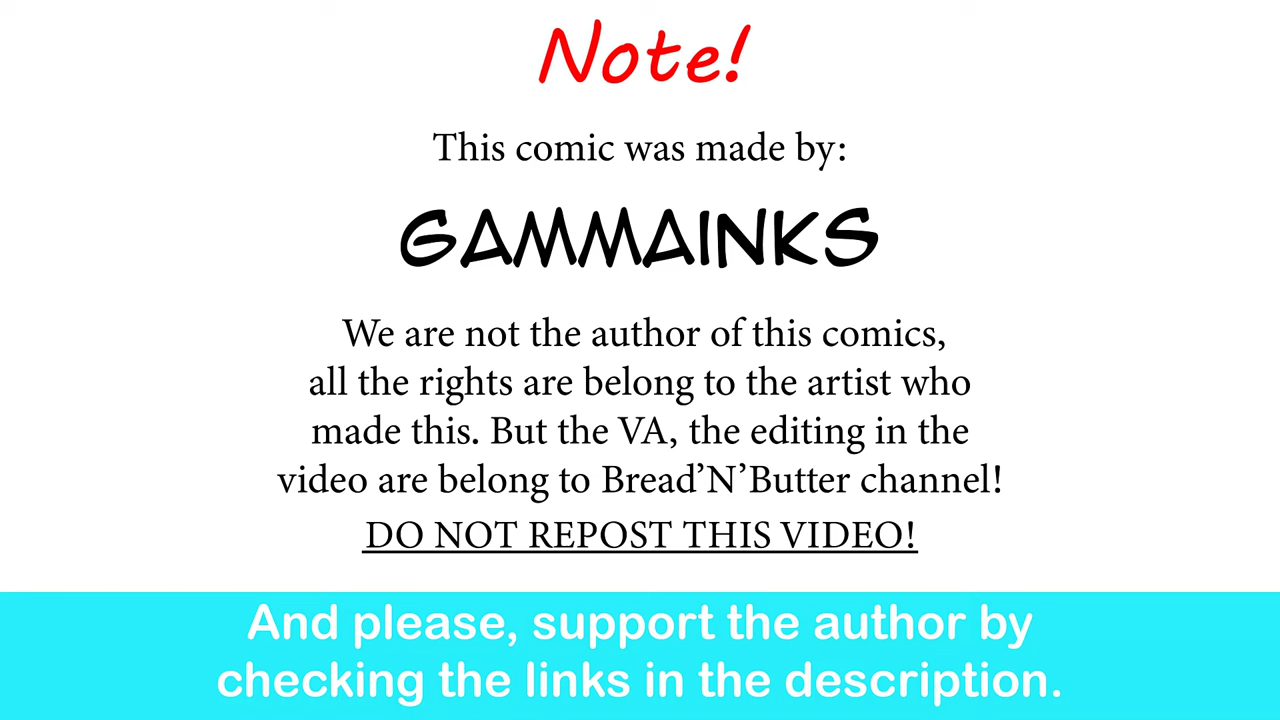 Note!
This comic was made by:
GAMMAINKS
We are not the author of this comics,
all the rights are belong to the artist who
made this. But the VA, the editing in the
video are belong to Bread’N’Butter channel!
DO NOT REPOST THIS VIDEO!
And please, support the author by
checking the links in the description.